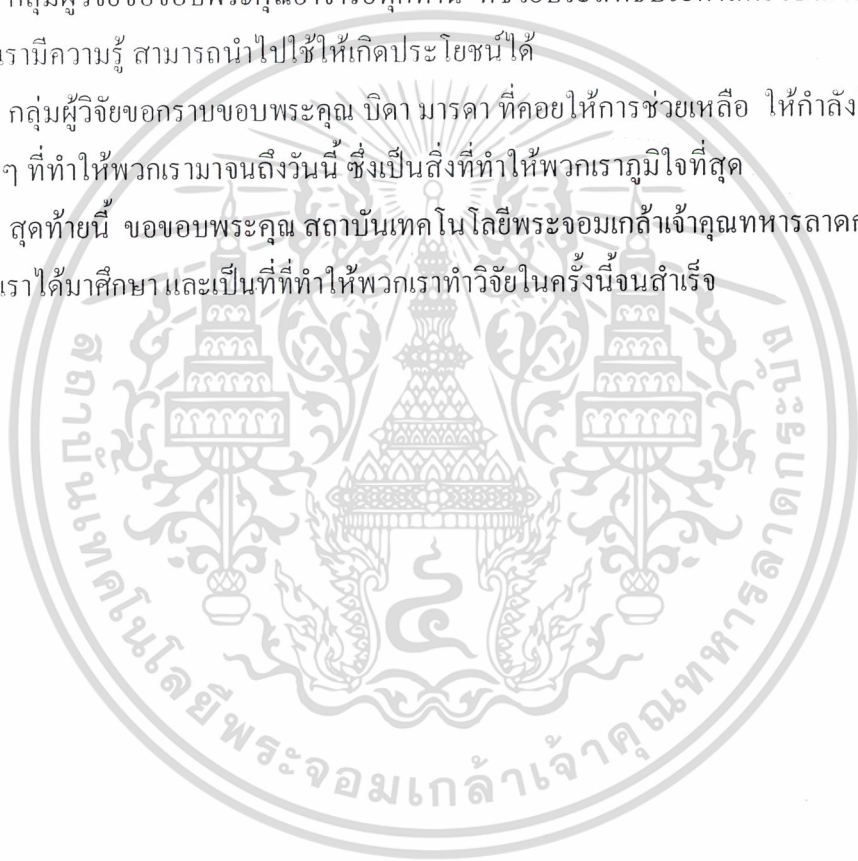 กลุ่มผู้วิจัยขอขอบพระคุณอาจารย์ทุกท่าน
เรามีความรู้ สามารถนำไปใช้ให้เกิดประโยชน์ได้
กลุ่มผู้วิจัยขอกราบขอบพระคุณ บิดา มารดา ที่คอยให้การช่วยเหลือ ให้กำลัง
ๆ ที่ทำให้พวกเรามาจนถึงวันนี้ ซึ่งเป็นสิ่งที่ทำให้พวกเราภูมิใจที่สุด
สุดท้ายนี้ ขอขอบพระคุณ สถาบันเทคโนโลยีพระจอมเกล้าเจ้าคุณทหารลาดก
เราได้มาศึกษา และเป็นที่ที่ทำให้พวกเราทำวิจัยในครั้งนี้จนสำเร็จ
สถาบันเทคโนโลยีพระจอมเกล้าเจ้าคุณทหารลาดกระบัง